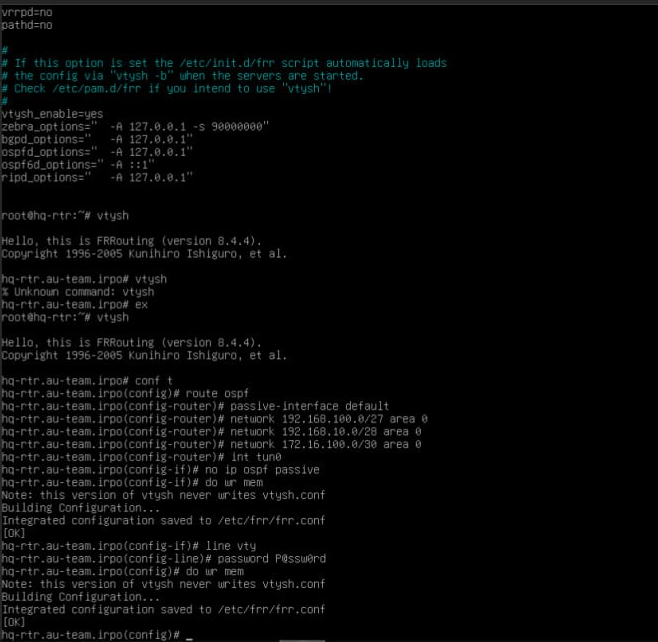 vrrpd=no
pathd=no
#
# If this option is set the /etc/init.d/frr script automatically loads
# the config via "vtysh -b" when the servers are started.
# Check /etc/pam.d/frr if you intend to use "vtysh"!
#
vtysh_enable=yes
zebra_options="  -A 127.0.0.1 -s 90000000"
bgpd_options="   -A 127.0.0.1"
ospfd_options="  -A 127.0.0.1"
ospf6d_options=" -A ::1"
ripd_options="   -A 127.0.0.1"
root@hq-rtr:~# vtysh
Hello, this is FRRouting (version 8.4.4).
Copyright 1996-2005 Kunihiro Ishiguro, et al.
hq-rtr.au-team.irpo# vtysh
% Unknown command: vtysh
hq-rtr.au-team.irpo# ex
root@hq-rtr:~# vtysh
Hello, this is FRRouting (version 8.4.4).
Copyright 1996-2005 Kunihiro Ishiguro, et al.
hq-rtr.au-team.irpo# conf t
hq-rtr.au-team.irpo(config)# route ospf
hq-rtr.au-team.irpo(config-router)# passive-interface default
hq-rtr.au-team.irpo(config-router)# network 192.168.100.0/27 area 0
hq-rtr.au-team.irpo(config-router)# network 192.168.10.0/28 area 0
hq-rtr.au-team.irpo(config-router)# network 172.16.100.0/30 area 0
hq-rtr.au-team.irpo(config-router)# int tun0
hq-rtr.au-team.irpo(config-if)# no ip ospf passive
hq-rtr.au-team.irpo(config-if)# do wr mem
Note: this version of vtysh never writes vtysh.conf
Building Configuration...
Integrated configuration saved to /etc/frr/frr.conf
[OK]
hq-rtr.au-team.irpo(config-if)# line vty
hq-rtr.au-team.irpo(config-line)# password P@ssw0rd
hq-rtr.au-team.irpo(config)# do wr mem
Note: this version of vtysh never writes vtysh.conf
Building Configuration...
Integrated configuration saved to /etc/frr/frr.conf
[OK]
hq-rtr.au-team.irpo(config)# _